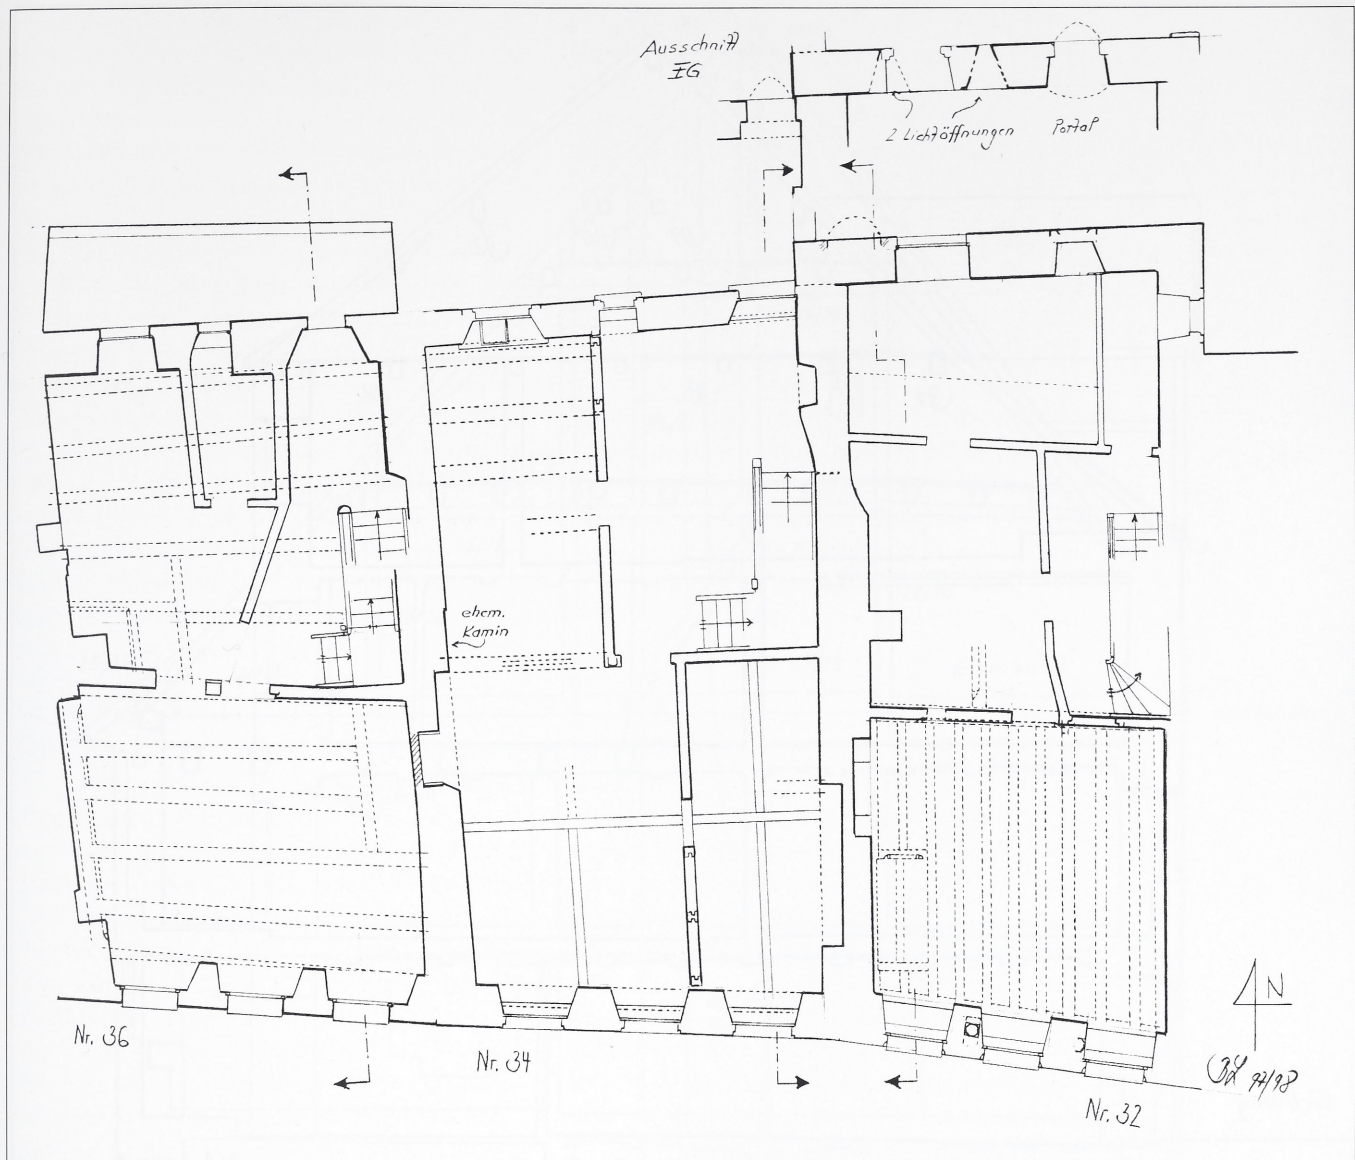 Ausschnitt
EG
2 Lichtöffnungen
Portal
ehem.
Kamin
N
Nr. 36
Nr. 34
Nr. 32
97/98